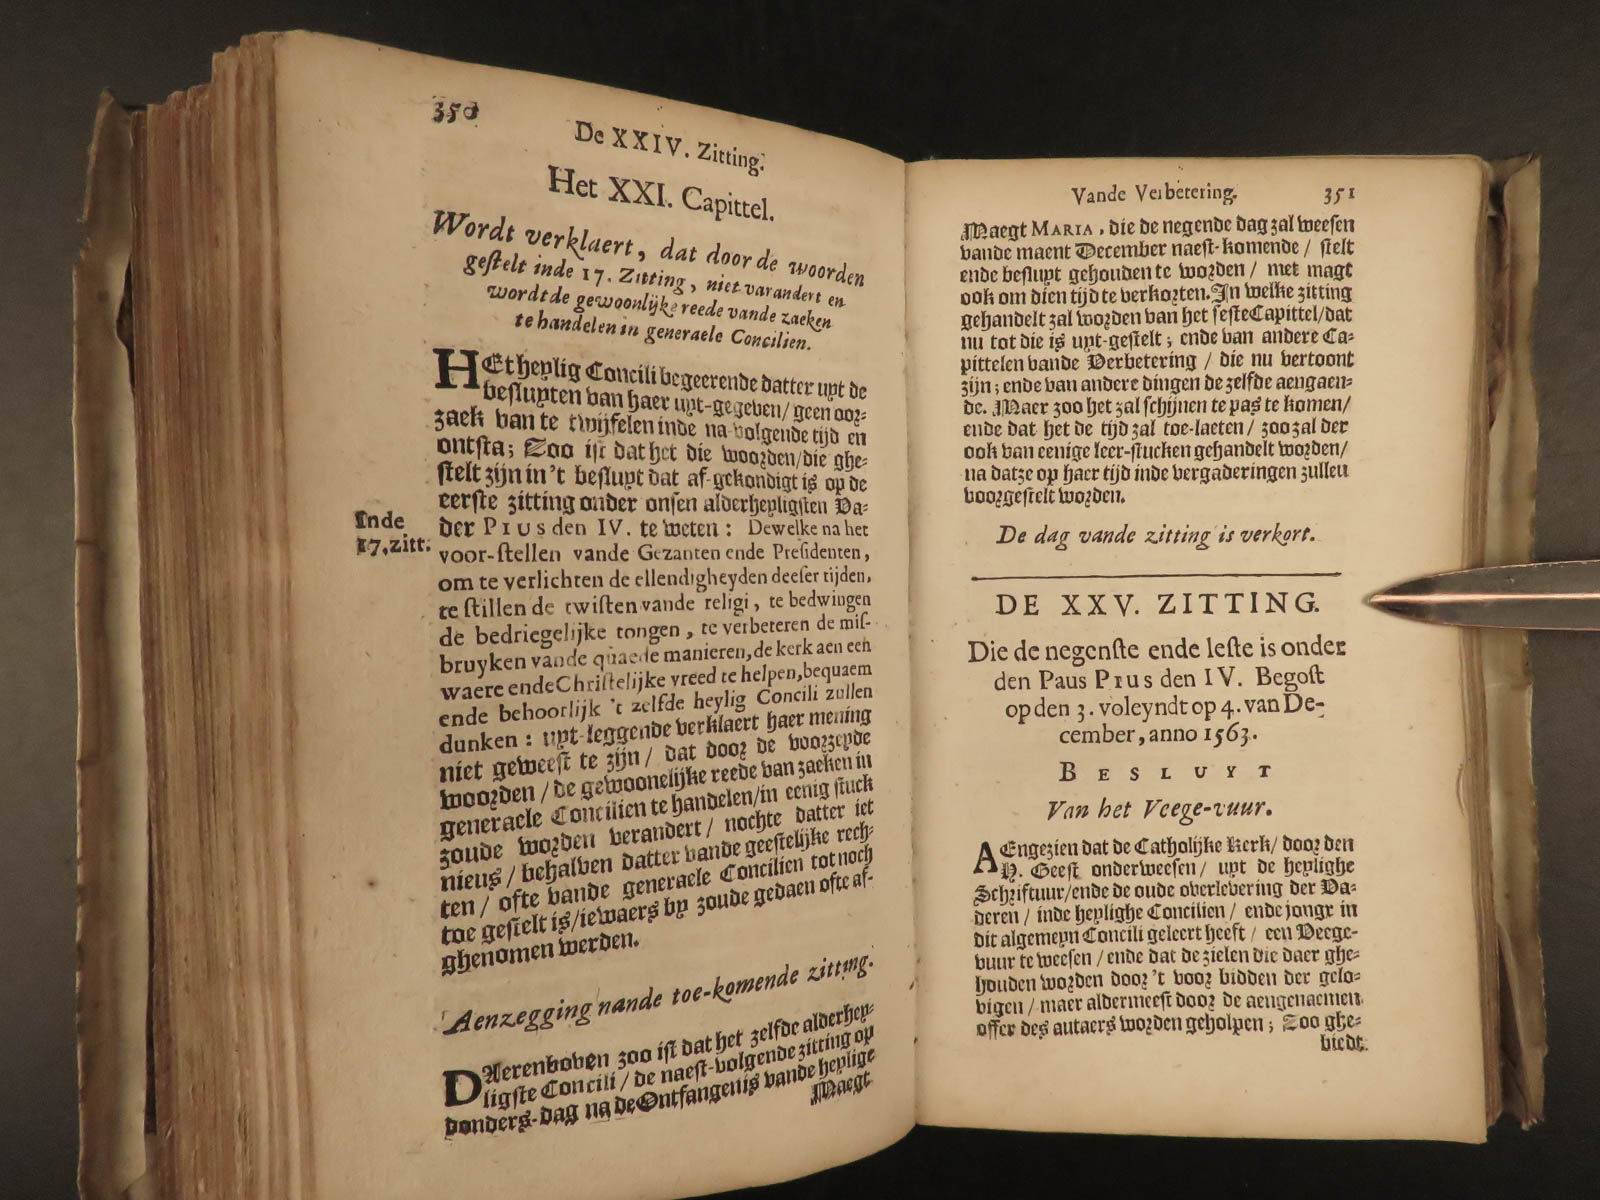 350
De XXIV. Zitting.
Het XXI. Capittel.
Wordt verklaert, dat door de woorden
gestelt inde 17. Zitting, niet varandert en
wordt de gewoonlijke reede vande zaeken
te handelen in generaele Concilien.
HEt heylig Concili begeerende datter uyt de
besluyten van haer uyt-gegeven/ geen oor-
zaek van te twijfelen inde na-volgende tijd en
ontsta; Zoo ist dat het die woorden/die ghe-
stelt zijn in 't besluyt dat af-gekondigt is op de
eerste zitting onder onsen alderheyligsten Va-
der PIUS den IV. te weten: Dewelke na het
Inde
17.zitt.
voor-stellen vande Gezanten ende Presidenten,
om te verlichten de ellendigheyden deeser tijden,
te stillen de twisten vande religi, te bedwingen
de bedriegelijke tongen, te verbeteren de mis-
bruyken vande quaede manieren, de kerk aen een
waere ende Christelijke vreed te helpen, bequaem
ende behoorlijk 't zelfde heylig Concili zullen
dunken: uyt-leggende verklaert haer mening
niet geweest te zijn/ dat door de voorzeyde
woorden/ de gewoonelijke reede van zaeken in
generaele Concilien te handelen/in eenig stuck
zoude worden verandert/ nochte datter iet
nieus/ behalven datter vande geestelijke rech-
ten/ ofte vande generaele Concilien tot noch
toe gestelt is/iewaers by zoude gedaen ofte af-
ghenomen werden.
Aenzegging nande toe-komende zitting.
DAerenboven zoo ist dat het zelfde alderhey-
ligste Concili/ de naest-volgende zitting op
donders-dag na de Ontfangenis vande heylige
Maegt
Vande Verbetering. 351
Maegt MARIA, die de negende dag zal weesen
vande maent December naest-komende/ stelt
ende besluyt gehouden te worden/ met magt
ook om dien tijd te verkorten. In welke zitting
gehandelt zal worden van het seste Capittel/dat
nu tot die is uyt-gestelt; ende van andere Ca-
pittelen vande Verbetering/ die nu vertoont
zijn; ende van andere dingen de zelfde aengaen-
de. Maer zoo het zal schijnen te pas te komen/
ende dat het de tijd zal toe-laeten/ zoo zal der
ook van eenige leer-stucken gehandelt worden/
na datze op haer tijd inde vergaderingen zullen
voorgestelt worden.
De dag vande zitting is verkort.
DE XXV. ZITTING.
Die de negenste ende leste is onder
den Paus PIUS den IV. Begost
op den 3. voleyndt op 4. van De-
cember, anno 1563.
BESLUYT
Van het Veege-vuur.
AEngezien dat de Catholijke Kerk/ door den
H. Geest onderweesen/ uyt de heylighe
Schriftuur/ende de oude overlevering der Va-
deren/ inde heylighe Concilien/ ende jongt in
dit algemeyn Concili geleert heeft/ een Veege-
vuur te weesen/ ende dat de zielen die daer ghe-
houden worden door 't voor bidden der gelo-
vigen/ maer aldermeest door de aengenaemen
offer des autaers worden geholpen; Zoo ghe-
biedt